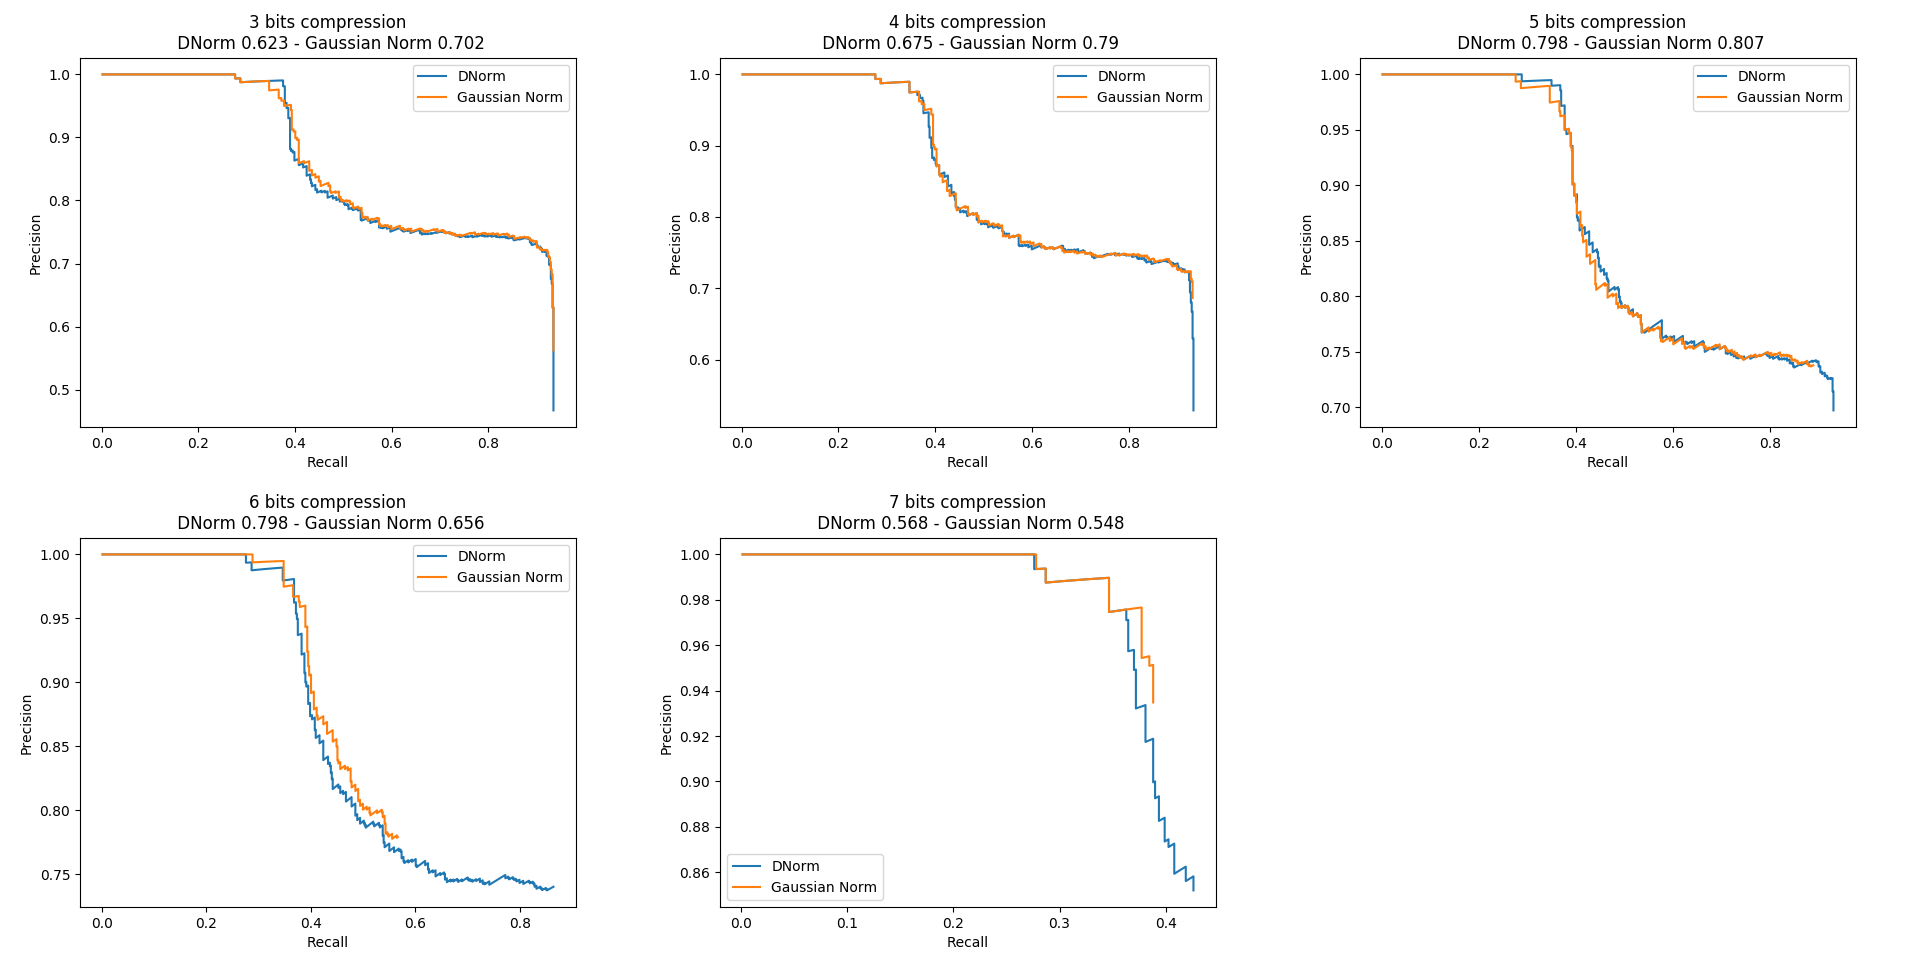 3 bits compression
DNorm 0.623 - Gaussian Norm 0.702
1.0
0.9
0.8
0.7
0.6
0.5
Precision
DNorm
Gaussian Norm
0.0 0.2 0.4 0.6 0.8
Recall
4 bits compression
DNorm 0.675 - Gaussian Norm 0.79
1.0
0.9
0.8
0.7
0.6
Precision
DNorm
Gaussian Norm
0.0 0.2 0.4 0.6 0.8
Recall
5 bits compression
DNorm 0.798 - Gaussian Norm 0.807
1.00
0.95
0.90
0.85
0.80
0.75
0.70
Precision
DNorm
Gaussian Norm
0.0 0.2 0.4 0.6 0.8
Recall
6 bits compression
DNorm 0.798 - Gaussian Norm 0.656
1.00
0.95
0.90
0.85
0.80
0.75
Precision
DNorm
Gaussian Norm
0.0 0.2 0.4 0.6 0.8
Recall
7 bits compression
DNorm 0.568 - Gaussian Norm 0.548
1.00
0.98
0.96
0.94
0.92
0.90
0.88
0.86
Precision
DNorm
Gaussian Norm
0.0 0.1 0.2 0.3 0.4
Recall